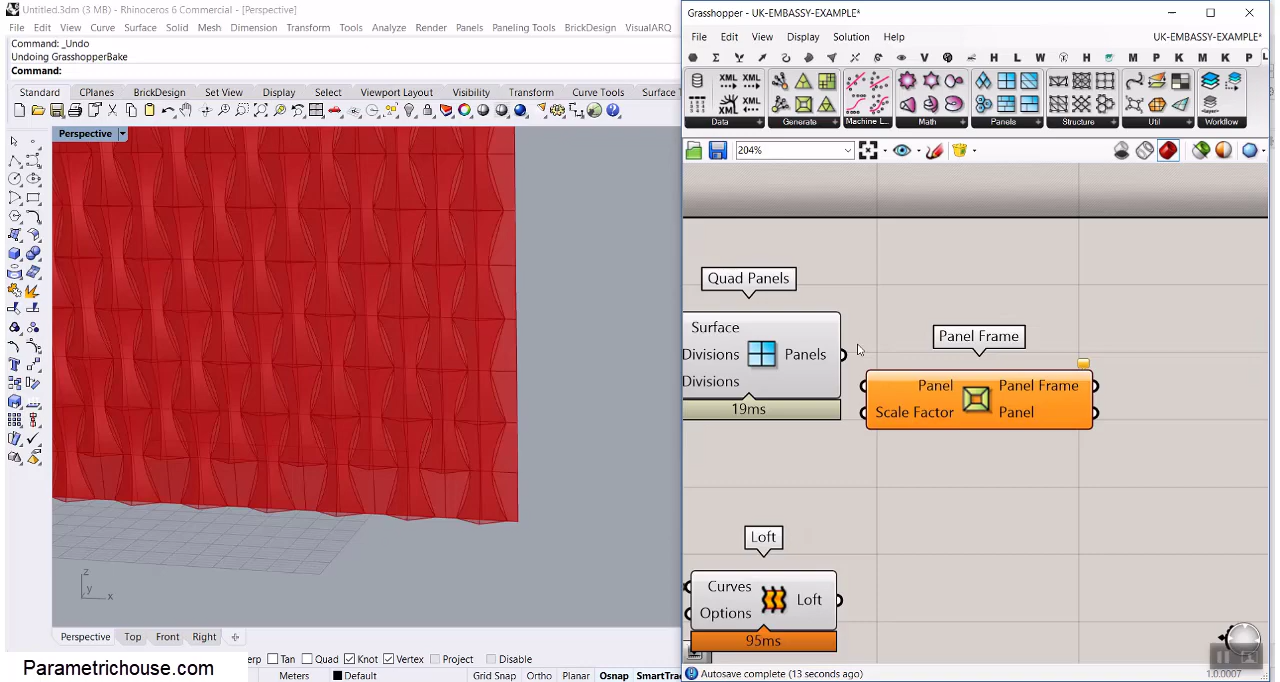 Untitled.3dm (3 MB) - Rhinoceros 6 Commercial - [Perspective]
File Edit View Curve Surface Solid Mesh Dimension Transform Tools Analyze Render Panels Paneling Tools BrickDesign VisualARQ
Command: _Undo
Undoing GrasshopperBake
Command:
Standard CPlanes BrickDesign Set View Display Select Viewport Layout Visibility Transform Curve Tools Surface T
Perspective
z
y
x
Perspective Top Front Right
erp Tan Quad Knot Vertex Project Disable
Parametrichouse.com
Meters Default Grid Snap Ortho Planar Osnap SmartTrac
Grasshopper - UK-EMBASSY-EXAMPLE*
File Edit View Display Solution Help UK-EMBASSY-EXAMPLE*
V H L W H M P K M K P L
XML XML XML
Data Generate Machine L... Math Panels Structure Util Workflow
204%
Quad Panels
Surface
Divisions Panels
Divisions
19ms
Panel Frame
Panel Panel Frame
Scale Factor Panel
Loft
Curves
Loft
Options
95ms
Autosave complete (13 seconds ago) 1.0.0007